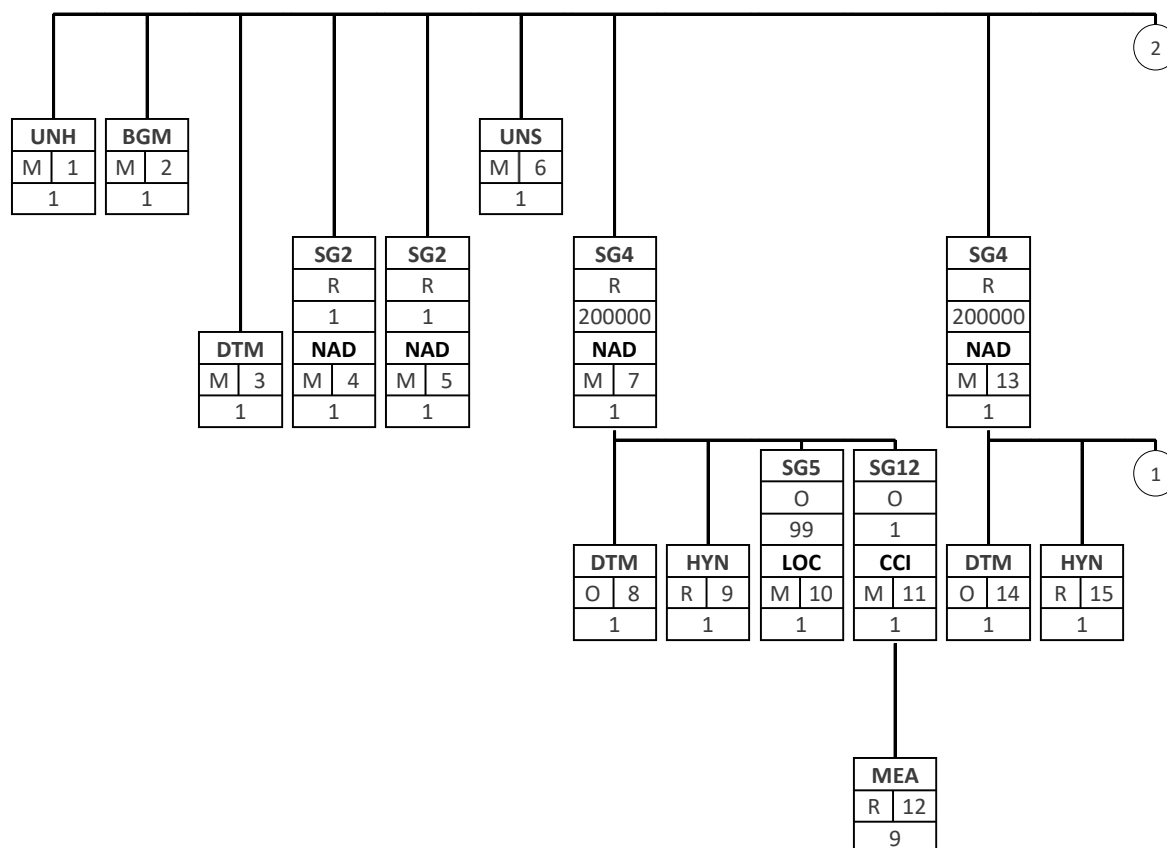 2
UNH BGM UNS
M 1 M 2 M 6
1 1 1
SG2 SG2 SG4 SG4
R R R R
1 1 200000 200000
DTM NAD NAD NAD NAD
M 3 M 4 M 5 M 7 M 13
1 1 1 1 1
SG5 SG12 1
O O
99 1
DTM HYN LOC CCI DTM HYN
O 8 R 9 M 10 M 11 O 14 R 15
1 1 1 1 1 1
MEA
R 12
9